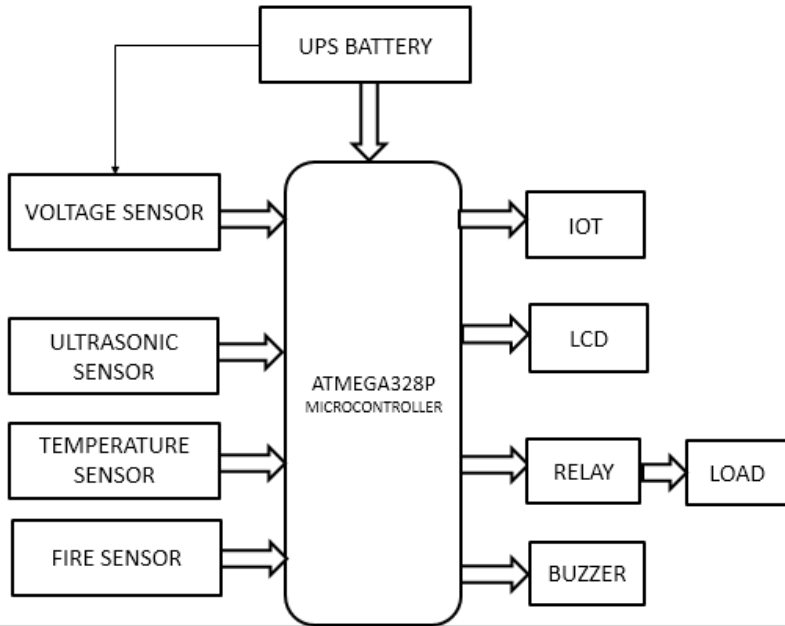 UPS BATTERY
VOLTAGE SENSOR
IOT
ULTRASONIC
SENSOR
LCD
ATMEGA328P
MICROCONTROLLER
TEMPERATURE
SENSOR
RELAY
LOAD
FIRE SENSOR
BUZZER